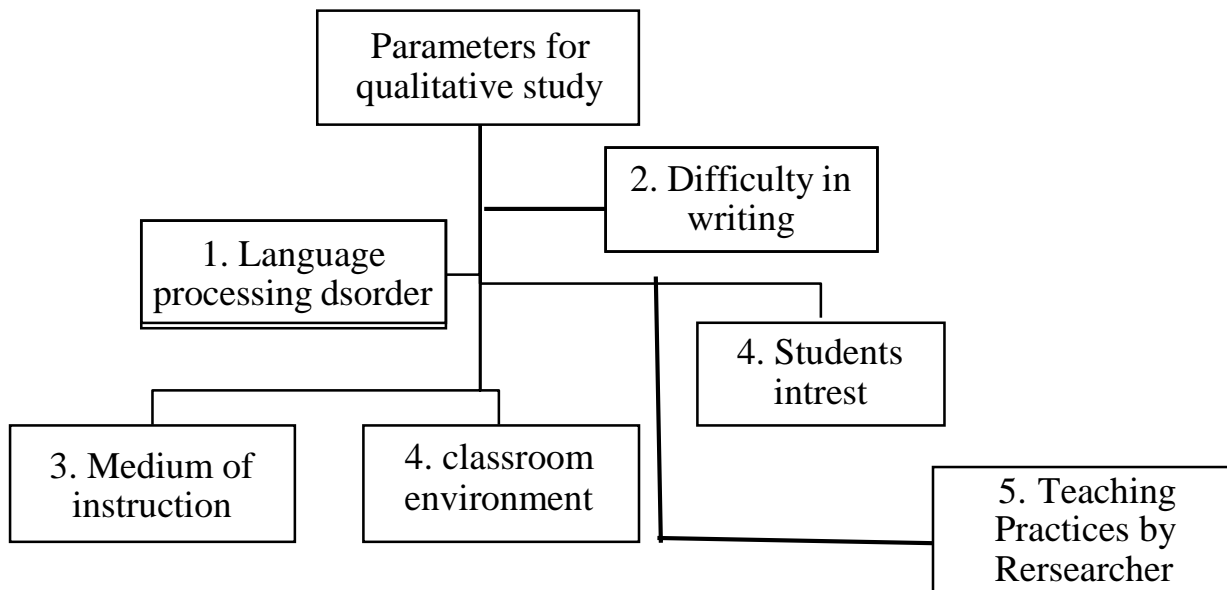 Parameters for
qualitative study
2. Difficulty in
writing
1. Language
processing dsorder
4. Students
intrest
3. Medium of
instruction
4. classroom
environment
5. Teaching
Practices by
Rersearcher